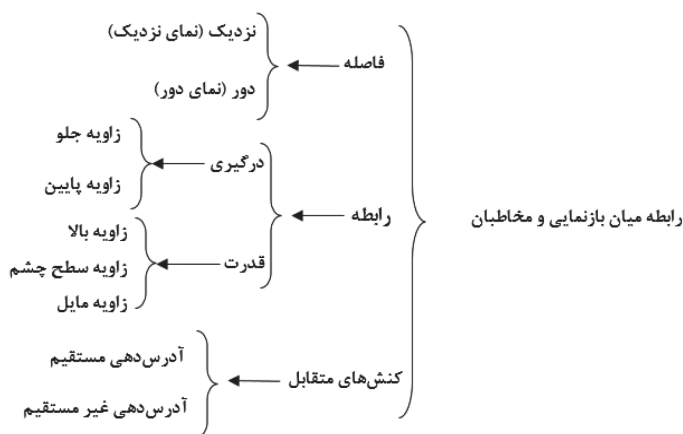 رابطه میان بازنمایی و مخاطبان
فاصله
نزدیک (نمای نزدیک)
دور (نمای دور)
رابطه
درگیری
زاویه جلو
زاویه پایین
قدرت
زاویه بالا
زاویه سطح چشم
زاویه مایل
کنش‌های متقابل
آدرس‌دهی مستقیم
آدرس‌دهی غیر مستقیم